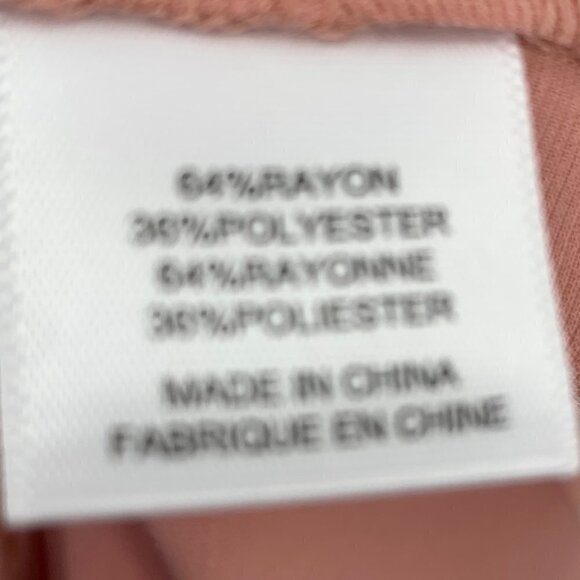 64%RAYON
36%POLYESTER
64%RAYONNE
36%POLIESTER
MADE IN CHINA
FABRIQUE EN CHINE